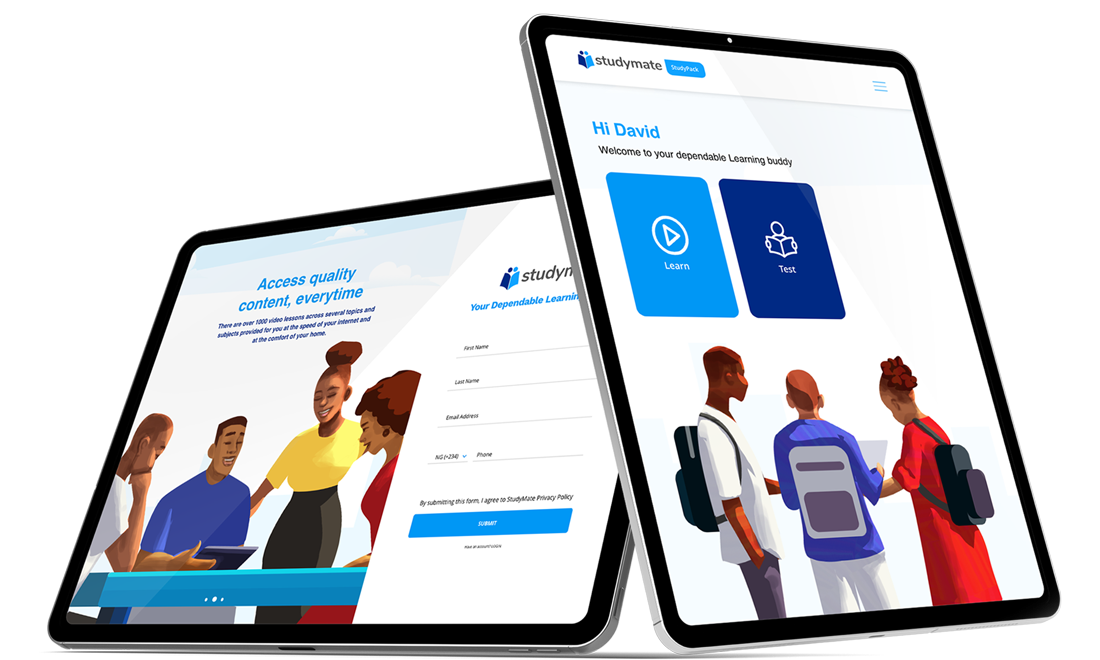 Access quality
content, everytime
There are over 1000 video lessons across several topics and
subjects provided for you at the speed of your internet and
at the comfort of your home.
studym
Your Dependable Learnin
First Name
Last Name
Email Address
NG (+234) Phone
By submitting this form, I agree to StudyMate Privacy Policy
SUBMIT
Have an account? Log in
studymate StudyPack
Hi David
Welcome to your dependable Learning buddy
Learn
Test